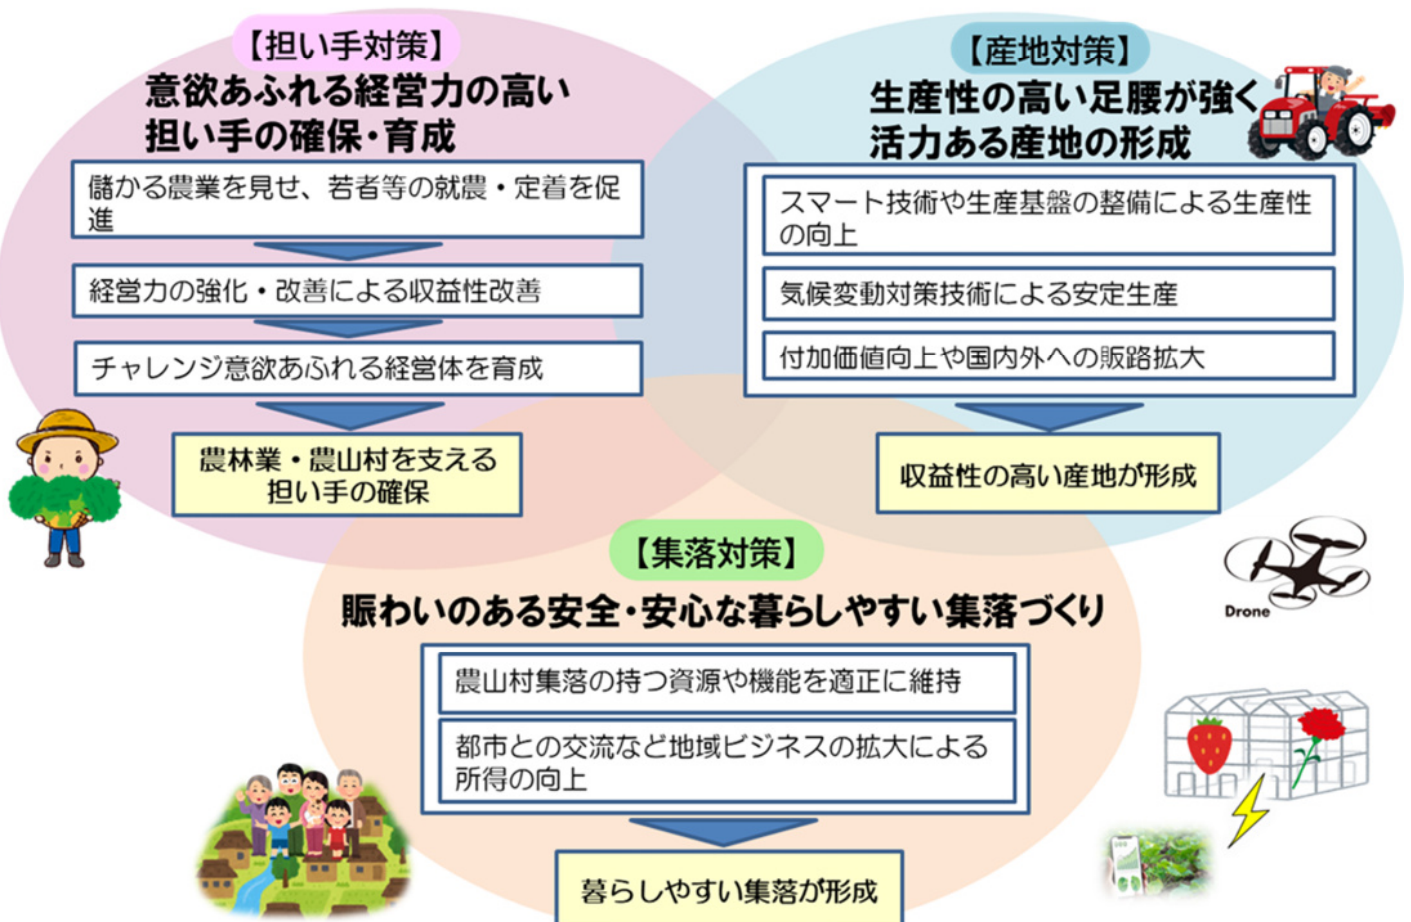 【担い手対策】
意欲あふれる経営力の高い
担い手の確保・育成
儲かる農業を見せ、若者等の就農・定着を促
進
経営力の強化・改善による収益性改善
チャレンジ意欲あふれる経営体を育成
農林業・農山村を支える
担い手の確保
【産地対策】
生産性の高い足腰が強く
活力ある産地の形成
スマート技術や生産基盤の整備による生産性
の向上
気候変動対策技術による安定生産
付加価値向上や国内外への販路拡大
収益性の高い産地が形成
【集落対策】
賑わいのある安全・安心な暮らしやすい集落づくり
農山村集落の持つ資源や機能を適正に維持
都市との交流など地域ビジネスの拡大による
所得の向上
暮らしやすい集落が形成
Drone